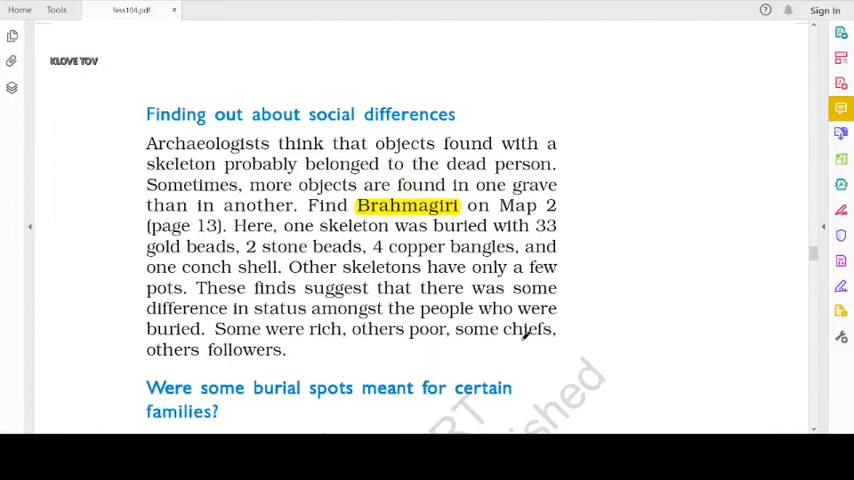 Home Tools fess104.pdf × Sign In
KLOVE TOV
Finding out about social differences
Archaeologists think that objects found with a
skeleton probably belonged to the dead person.
Sometimes, more objects are found in one grave
than in another. Find Brahmagiri on Map 2
(page 13). Here, one skeleton was buried with 33
gold beads, 2 stone beads, 4 copper bangles, and
one conch shell. Other skeletons have only a few
pots. These finds suggest that there was some
difference in status amongst the people who were
buried. Some were rich, others poor, some chiefs,
others followers.
Were some burial spots meant for certain
families?